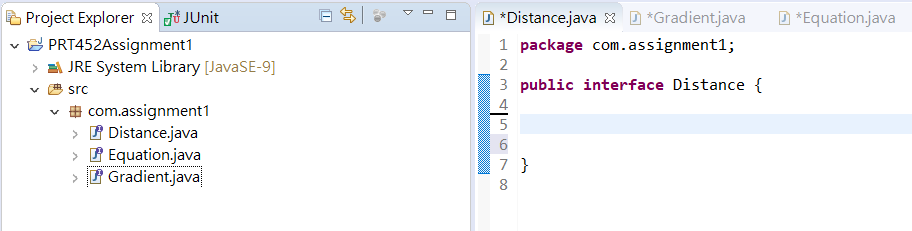 Project Explorer
JUnit
PRT452Assignment1
JRE System Library [JavaSE-9]
src
com.assignment1
Distance.java
Equation.java
Gradient.java
*Distance.java
*Gradient.java
*Equation.java
1 package com.assignment1;
2
3 public interface Distance {
4
5
6
7 }
8